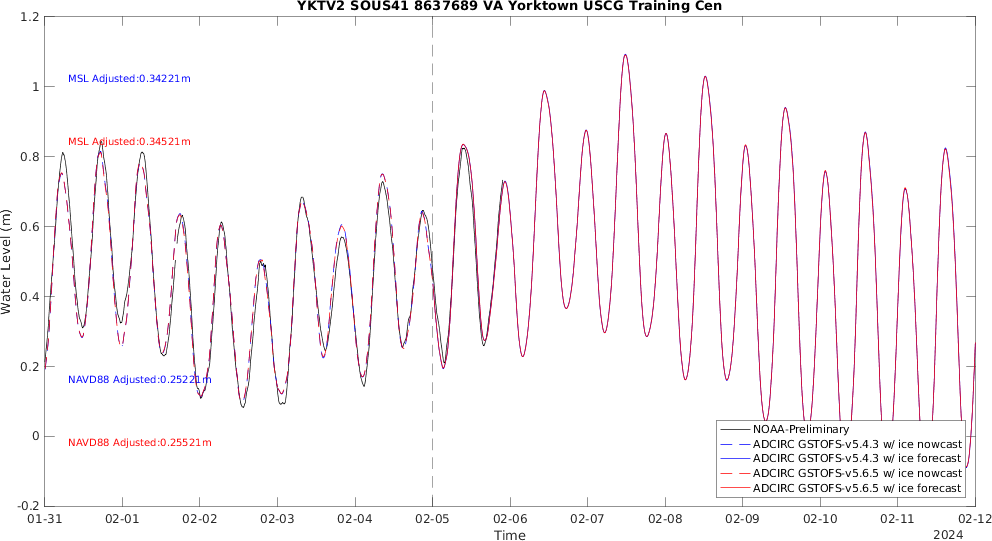 YKTV2 SOUS41 8637689 VA Yorktown USCG Training Cen
Water Level (m)
1.2
1
0.8
0.6
0.4
0.2
0
-0.2
MSL Adjusted:0.34221m
MSL Adjusted:0.34521m
NAVD88 Adjusted:0.25221m
NAVD88 Adjusted:0.25521m
NOAA-Preliminary
ADCIRC GSTOFS-v5.4.3 w/ ice nowcast
ADCIRC GSTOFS-v5.4.3 w/ ice forecast
ADCIRC GSTOFS-v5.6.5 w/ ice nowcast
ADCIRC GSTOFS-v5.6.5 w/ ice forecast
01-31 02-01 02-02 02-03 02-04 02-05 02-06 02-07 02-08 02-09 02-10 02-11 02-12
Time
2024